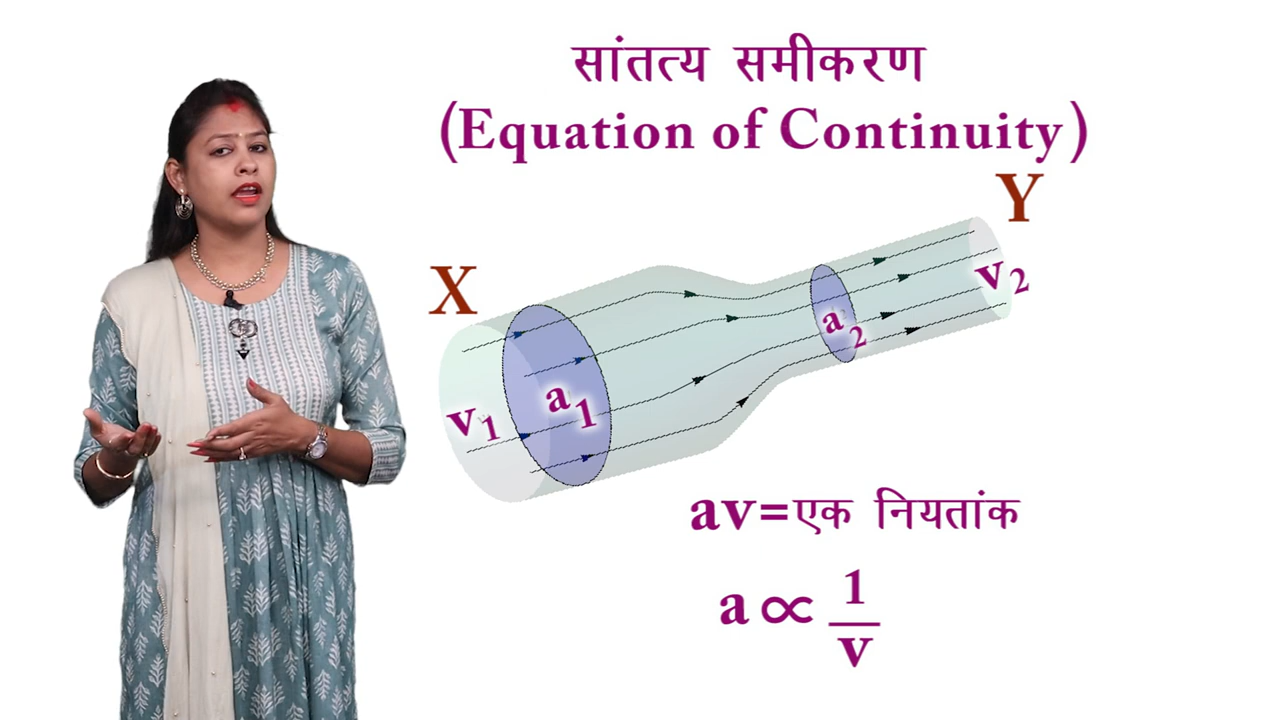 सांतत्य समीकरण
(Equation of Continuity)
X
Y
v₁
a₁
a₂
v₂
av=एक नियतांक
a ∝ 1/v